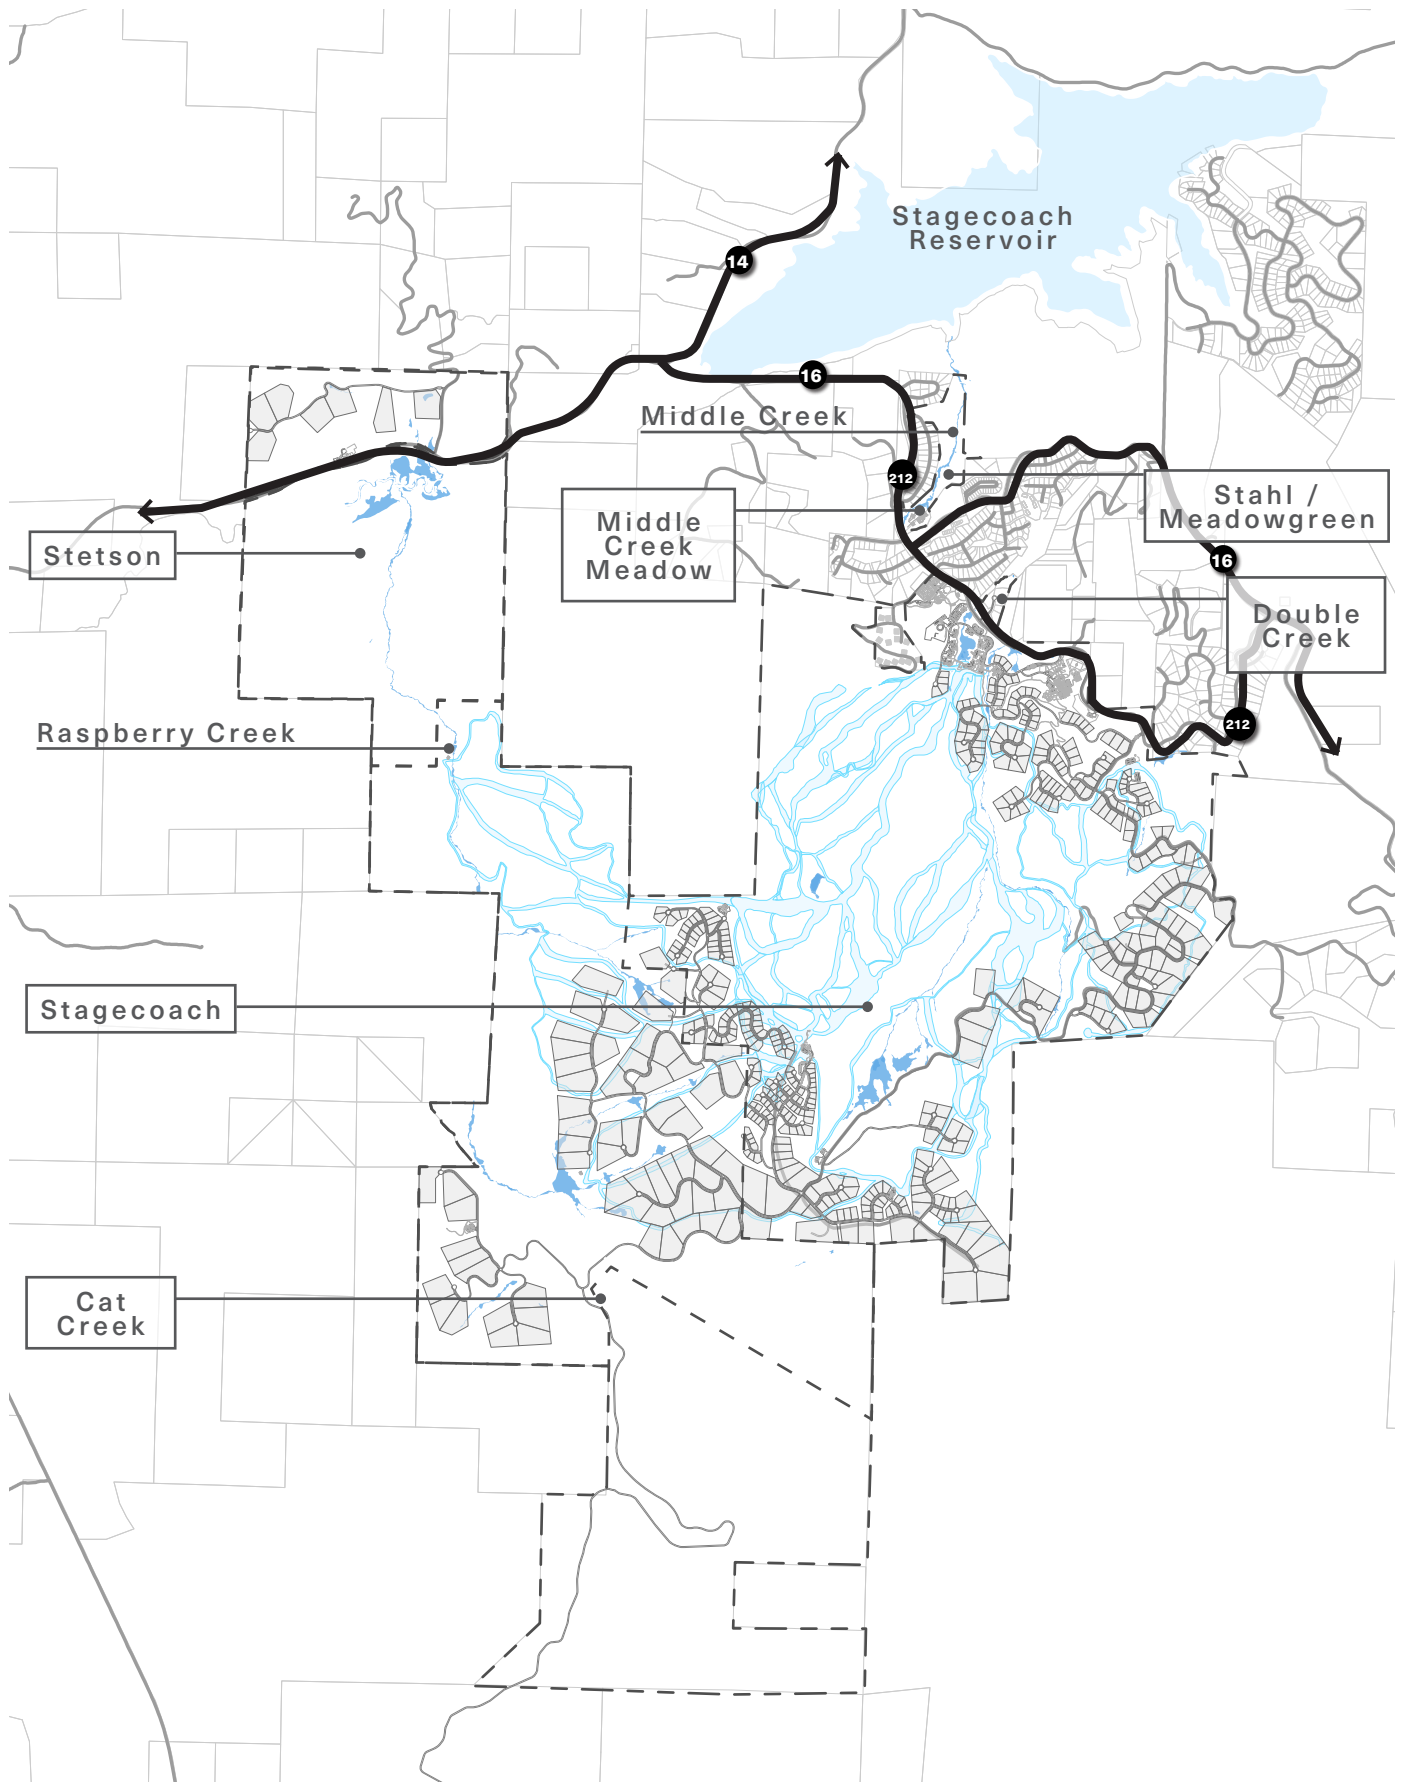 Stagecoach
Reservoir
14
16
Middle Creek
212
Stahl /
Meadowgreen
Middle
Creek
Meadow
Stetson
16
Double
Creek
Raspberry Creek
212
Stagecoach
Cat
Creek